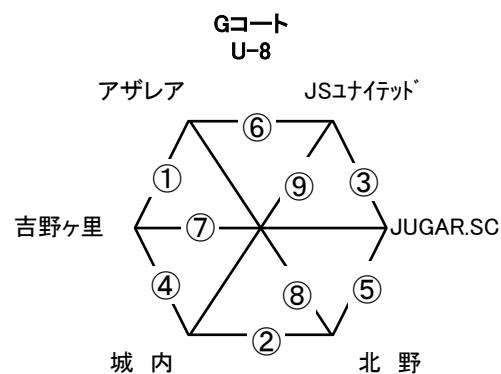 Gコート
U-8
アザレア
JSユナイテッド
⑥
①
⑨
③
吉野ヶ里
⑦
JUGAR.SC
④
⑧
⑤
②
城 内
北 野